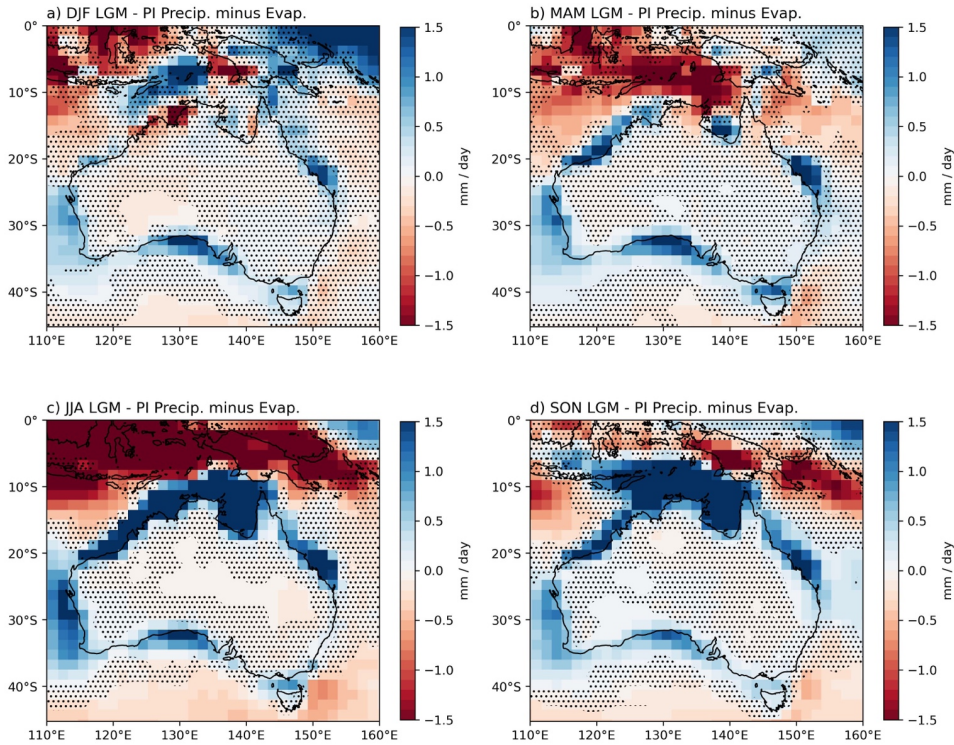 a) DJF LGM - PI Precip. minus Evap.
0°
10°S
20°S
30°S
40°S
110°E 120°E 130°E 140°E 150°E 160°E
1.5
1.0
0.5
0.0
−0.5
−1.0
−1.5
mm / day
b) MAM LGM - PI Precip. minus Evap.
0°
10°S
20°S
30°S
40°S
110°E 120°E 130°E 140°E 150°E 160°E
1.5
1.0
0.5
0.0
−0.5
−1.0
−1.5
mm / day
c) JJA LGM - PI Precip. minus Evap.
0°
10°S
20°S
30°S
40°S
110°E 120°E 130°E 140°E 150°E 160°E
1.5
1.0
0.5
0.0
−0.5
−1.0
−1.5
mm / day
d) SON LGM - PI Precip. minus Evap.
0°
10°S
20°S
30°S
40°S
110°E 120°E 130°E 140°E 150°E 160°E
1.5
1.0
0.5
0.0
−0.5
−1.0
−1.5
mm / day